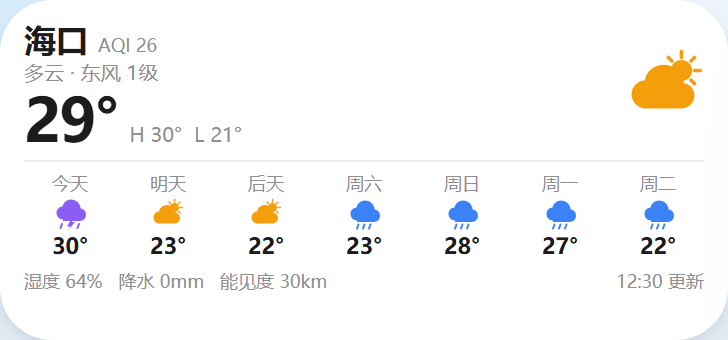 海口 AQI 26
多云 · 东风 1级
29° H 30° L 21°
今天 明天 后天 周六 周日 周一 周二
30° 23° 22° 23° 28° 27° 22°
湿度 64% 降水 0mm 能见度 30km 12:30 更新